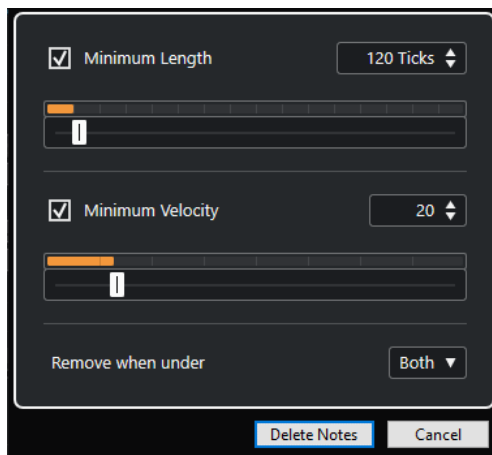 Minimum Length 120 Ticks
Minimum Velocity 20
Remove when under Both
Delete Notes Cancel